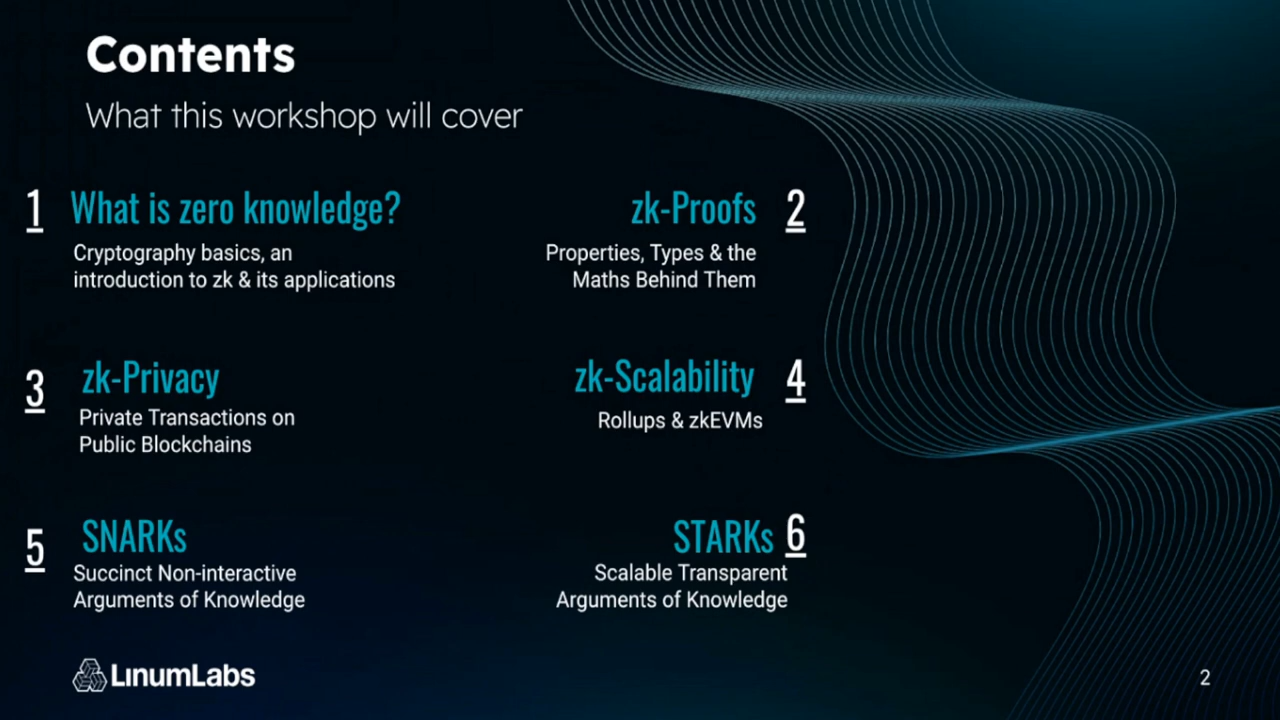 Contents
What this workshop will cover
1 What is zero knowledge?
Cryptography basics, an
introduction to zk & its applications
zk-Proofs 2
Properties, Types & the
Maths Behind Them
3 zk-Privacy
Private Transactions on
Public Blockchains
zk-Scalability 4
Rollups & zkEVMs
5 SNARKs
Succinct Non-interactive
Arguments of Knowledge
STARKs 6
Scalable Transparent
Arguments of Knowledge
LinumLabs
2